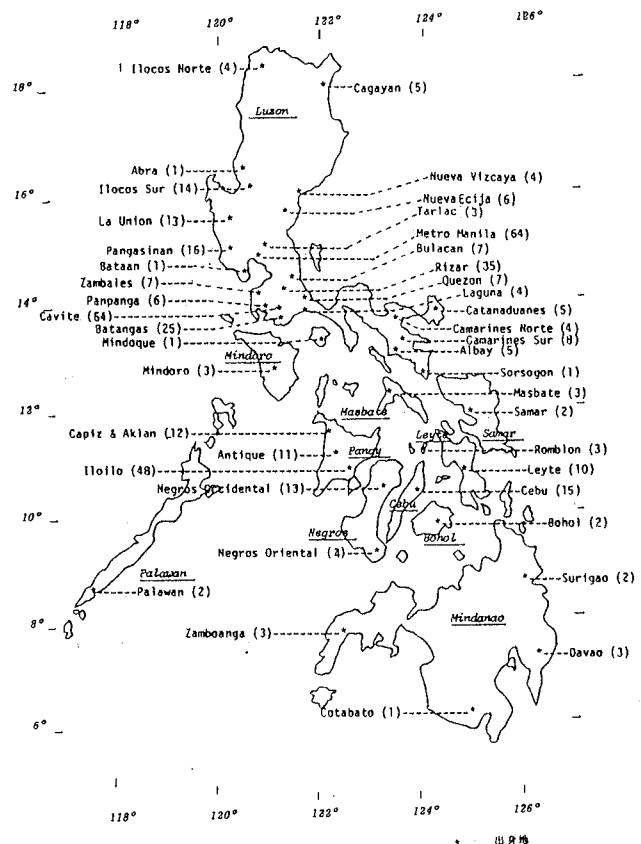 118° 120° 122° 124° 126°
18°
Ilocos Norte (4)
Cagayan (5)
Luzon
Abra (1)
Nueva Vizcaya (4)
16°
Ilocos Sur (14)
Nueva Ecija (6)
Tarlac (3)
La Union (13)
Metro Manila (64)
Pangasinan (16)
Bulacan (7)
Bataan (1)
Rizar (35)
Zambales (7)
Quezon (7)
Laguna (4)
14°
Panpanga (6)
Catanaduanes (5)
Cavite (64)
Camarines Norte (4)
Batangas (25)
Camarines Sur (8)
Mindoque (1)
Albay (5)
Mindoro
Mindoro (3)
Sorsogon (1)
Masbate (3)
12°
Masbate
Samar (2)
Capiz & Aklan (12)
Leyte
Samar
Antique (11)
Panay
Romblon (3)
Iloilo (48)
Leyte (10)
Negros Occidental (13)
Cebu (15)
Cebu
10°
Negros
Bohol
Bohol (2)
Negros Oriental (4)
Palawan
Palawan (2)
Surigao (2)
Mindanao
8°
Zamboanga (3)
Davao (3)
Cotabato (1)
6°
118° 120° 122° 124° 126°
* 出身地